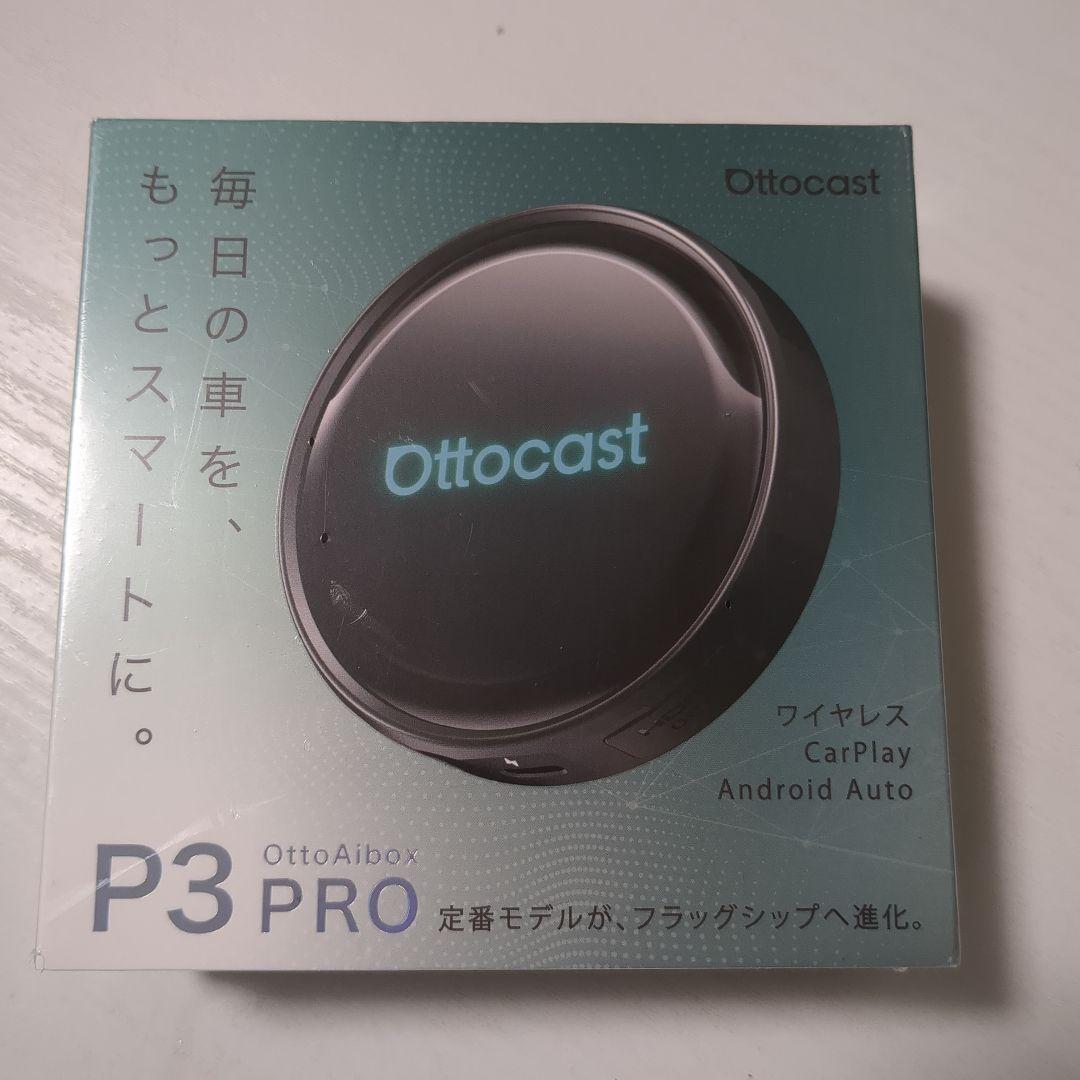 毎日の車を、
もっとスマートに。
Ottocast
Ottocast
ワイヤレス
CarPlay
Android Auto
P3
OttoAibox
PRO
定番モデルが、フラッグシップへ進化。